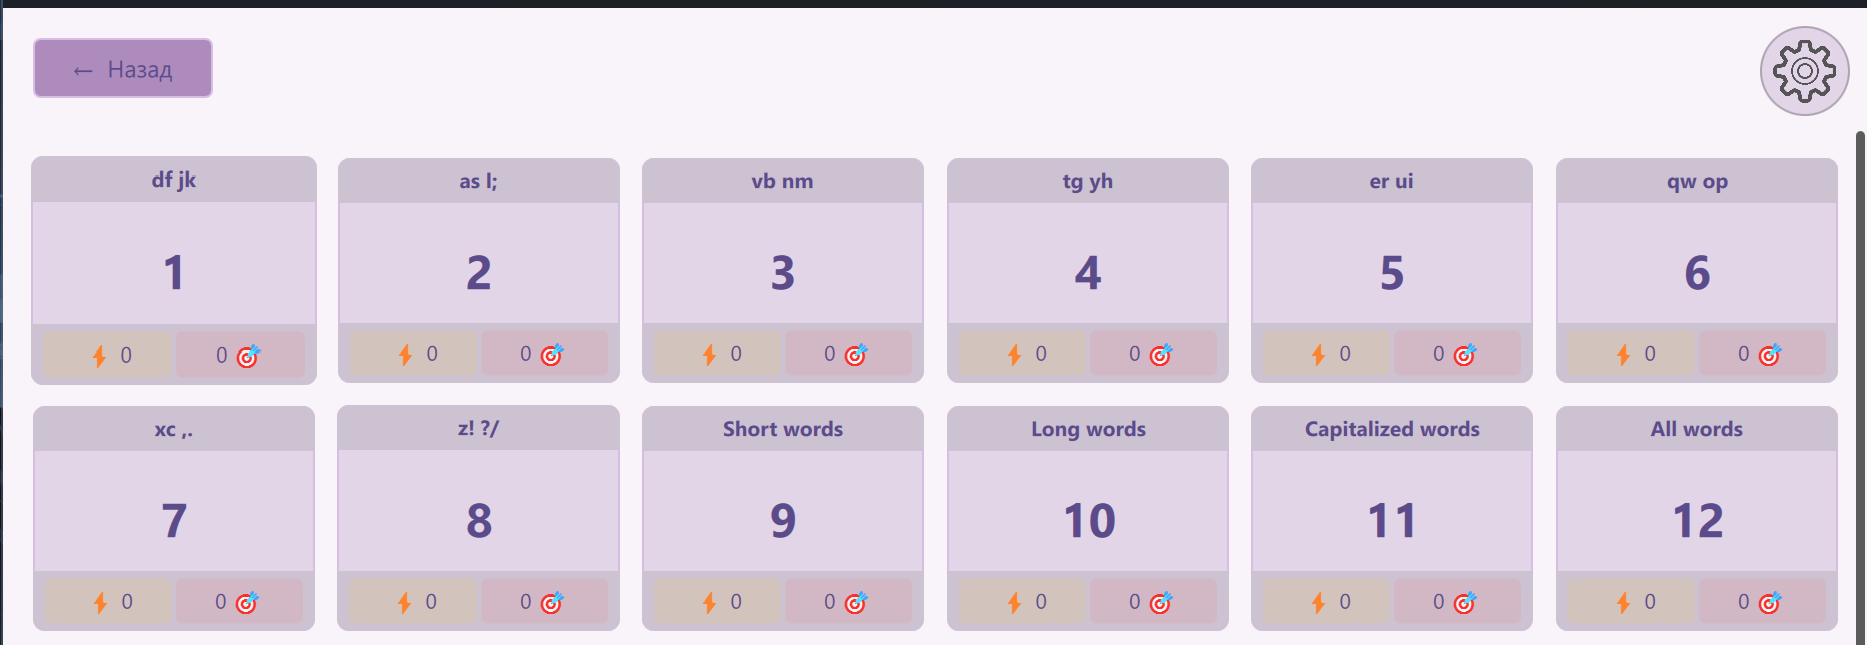 ← Назад
df jk
as l;
vb nm
tg yh
er ui
qw op
1
2
3
4
5
6
0 0
0 0
0 0
0 0
0 0
0 0
xc ,.
z! ?/
Short words
Long words
Capitalized words
All words
7
8
9
10
11
12
0 0
0 0
0 0
0 0
0 0
0 0